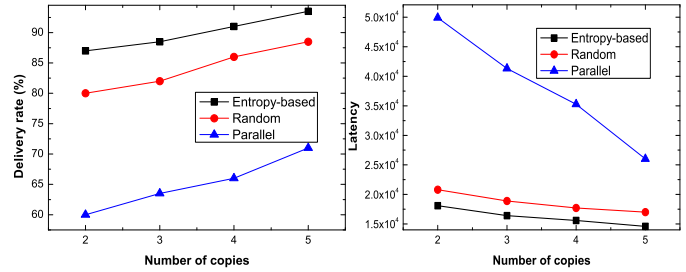 90
85
80
75
70
65
60
Delivery rate (%)
Entropy-based
Random
Parallel
2 3 4 5
Number of copies
5.0x10⁴
4.5x10⁴
4.0x10⁴
3.5x10⁴
3.0x10⁴
2.5x10⁴
2.0x10⁴
1.5x10⁴
Latency
Entropy-based
Random
Parallel
2 3 4 5
Number of copies